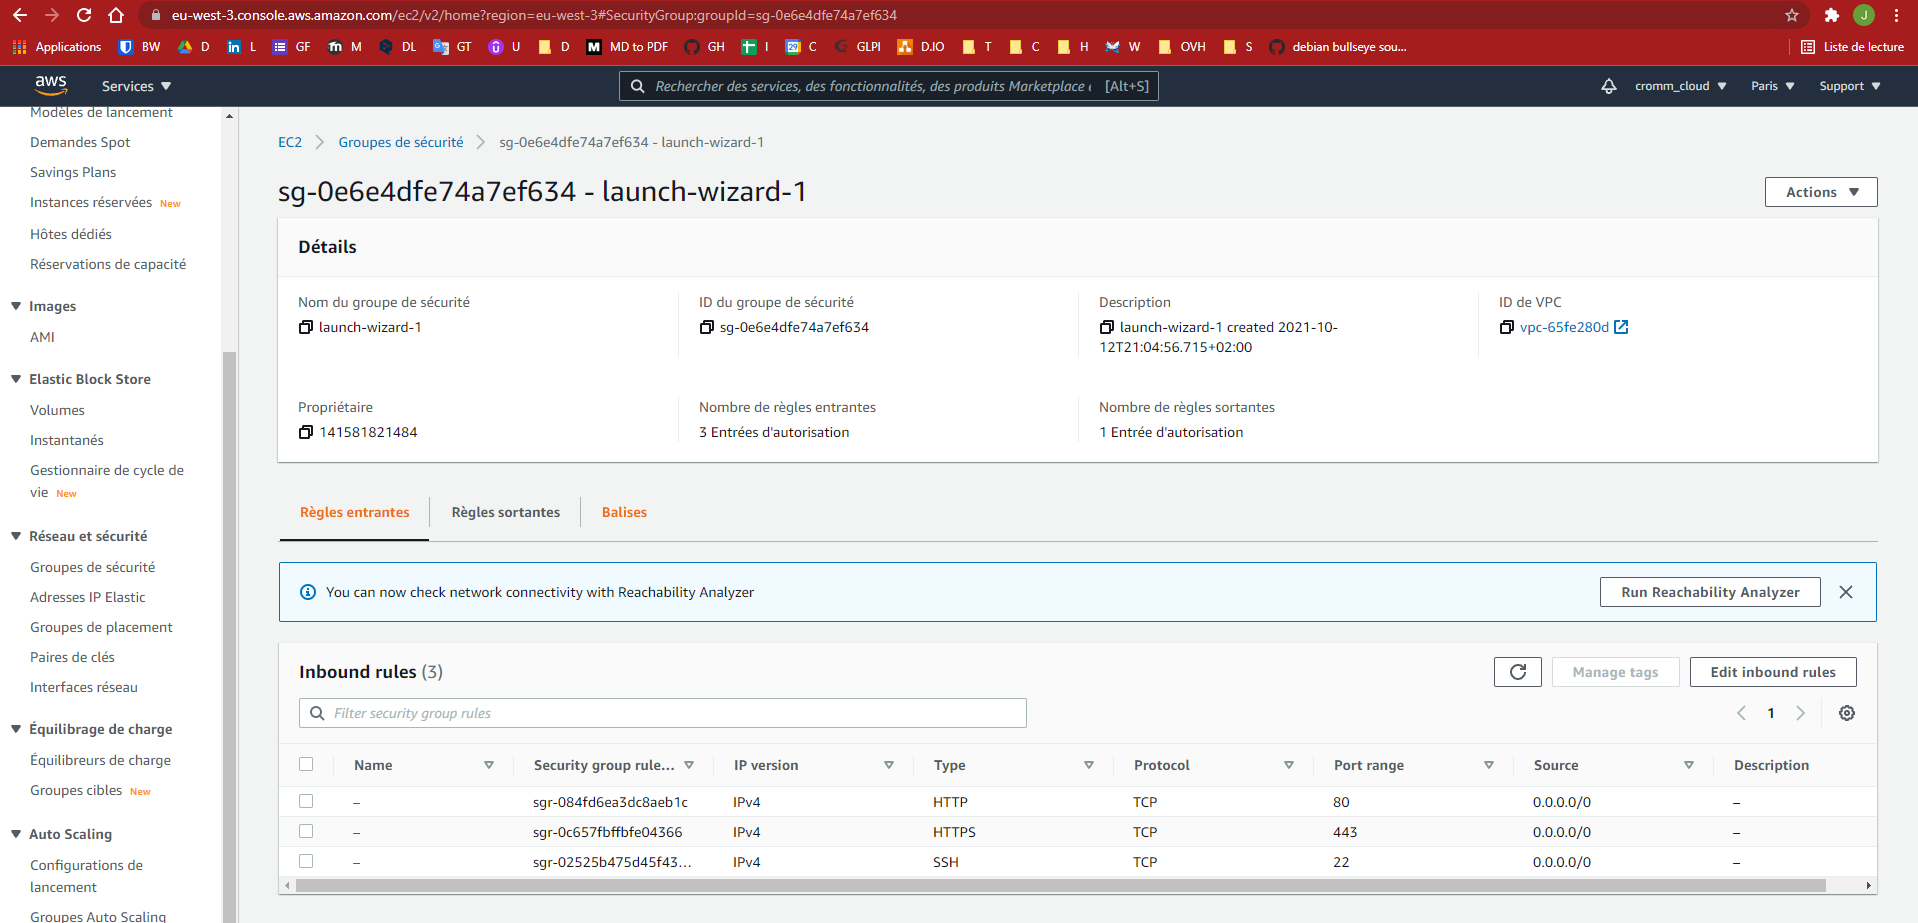 eu-west-3.console.aws.amazon.com/ec2/v2/home?region=eu-west-3#SecurityGroup:groupId=sg-0e6e4dfe74a7ef634
J
Applications BW D L GF M DL GT U D MD to PDF GH I C GLPI D.IO T C H W OVH S debian bullseye sou... Liste de lecture
aws Services Rechercher des services, des fonctionnalités, des produits Marketplace [Alt+S] cromm_cloud Paris Support
Modèles de lancement
Demandes Spot
Savings Plans
Instances réservées New
Hôtes dédiés
Réservations de capacité
Images
AMI
Elastic Block Store
Volumes
Instantanés
Gestionnaire de cycle de
vie New
Réseau et sécurité
Groupes de sécurité
Adresses IP Elastic
Groupes de placement
Paires de clés
Interfaces réseau
Équilibrage de charge
Équilibreurs de charge
Groupes cibles New
Auto Scaling
Configurations de
lancement
Groupes Auto Scaling
EC2 Groupes de sécurité sg-0e6e4dfe74a7ef634 - launch-wizard-1
sg-0e6e4dfe74a7ef634 - launch-wizard-1
Actions
Détails
Nom du groupe de sécurité
launch-wizard-1
ID du groupe de sécurité
sg-0e6e4dfe74a7ef634
Description
launch-wizard-1 created 2021-10-
12T21:04:56.715+02:00
ID de VPC
vpc-65fe280d
Propriétaire
141581821484
Nombre de règles entrantes
3 Entrées d'autorisation
Nombre de règles sortantes
1 Entrée d'autorisation
Règles entrantes Règles sortantes Balises
You can now check network connectivity with Reachability Analyzer Run Reachability Analyzer
Inbound rules (3) Manage tags Edit inbound rules
Filter security group rules 1
Name Security group rule... IP version Type Protocol Port range Source Description
– sgr-084fd6ea3dc8aeb1c IPv4 HTTP TCP 80 0.0.0.0/0 –
– sgr-0c657fbffbfe04366 IPv4 HTTPS TCP 443 0.0.0.0/0 –
– sgr-02525b475d45f43... IPv4 SSH TCP 22 0.0.0.0/0 –